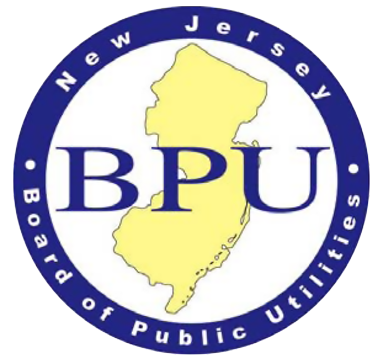 New Jersey
BPU
Board of Public Utilities